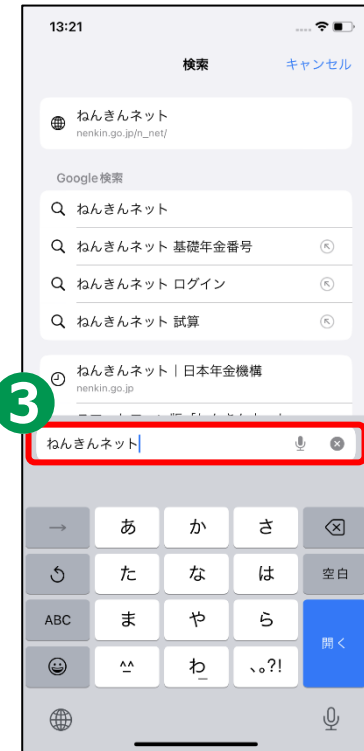 13:21
検索
キャンセル
ねんきんネット
nenkin.go.jp/n_net/
Google検索
ねんきんネット
ねんきんネット 基礎年金番号
ねんきんネット ログイン
ねんきんネット 試算
ねんきんネット｜日本年金機構
nenkin.go.jp
3
ねんきんネット
→ あ か さ
た な は 空白
ABC ま や ら
開く
^^ わ_ 、。?!